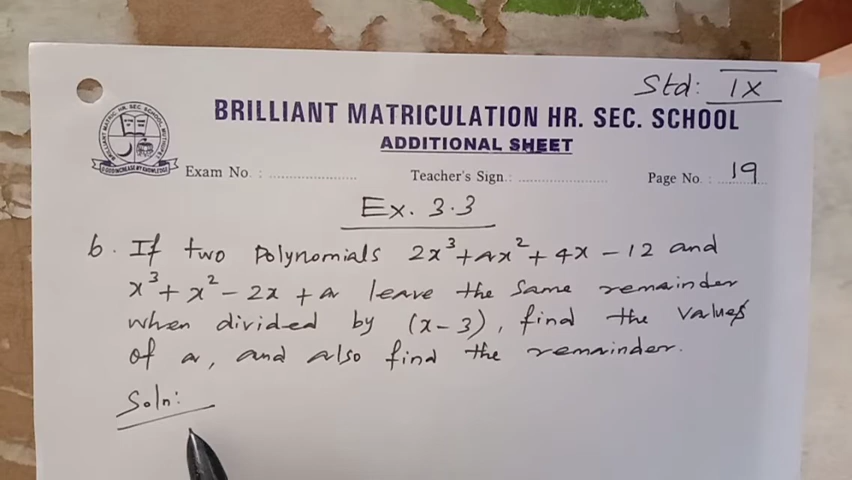 Std: IX
BRILLIANT MATRICULATION HR. SEC. SCHOOL
ADDITIONAL SHEET
Exam No. : ........................ Teacher's Sign.: ........................ Page No. : 19
Ex. 3.3
6. If two Polynomials 2x³+ax²+4x-12 and
x³+x²-2x+a leave the same remainder
when divided by (x-3), find the values
of a, and also find the remainder.
Soln: